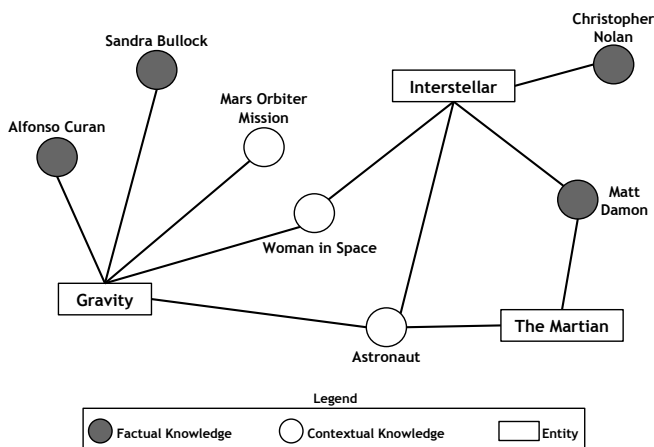 Christopher
Nolan
Sandra Bullock
Interstellar
Mars Orbiter
Mission
Alfonso Curan
Matt
Damon
Woman in Space
Gravity
The Martian
Astronaut
Legend
Factual Knowledge
Contextual Knowledge
Entity